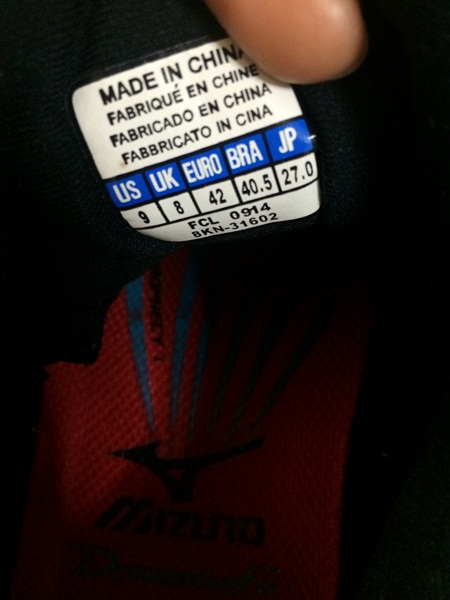 MADE IN CHINA
FABRIQUÉ EN CHINE
FABRICADO EN CHINA
FABBRICATO IN CINA
US UK EURO BRA JP
9 8 42 40.5 27.0
FCL 0914
8KN-31602
MIZUNO